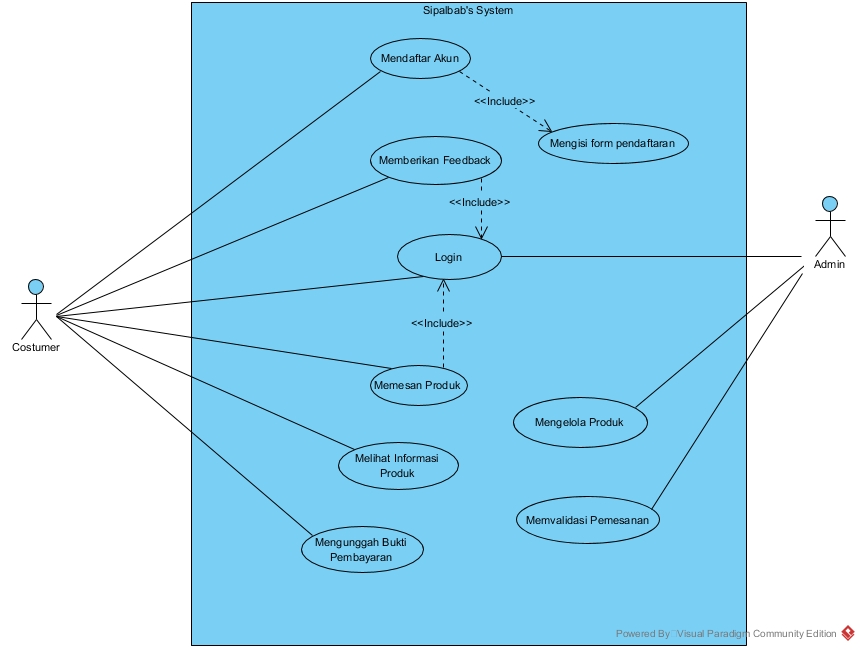 Sipalbab's System
Mendaftar Akun
<<Include>>
Mengisi form pendaftaran
Memberikan Feedback
<<Include>>
Login
Admin
Costumer
<<Include>>
Memesan Produk
Mengelola Produk
Melihat Informasi
Produk
Memvalidasi Pemesanan
Mengunggah Bukti
Pembayaran
Powered By Visual Paradigm Community Edition